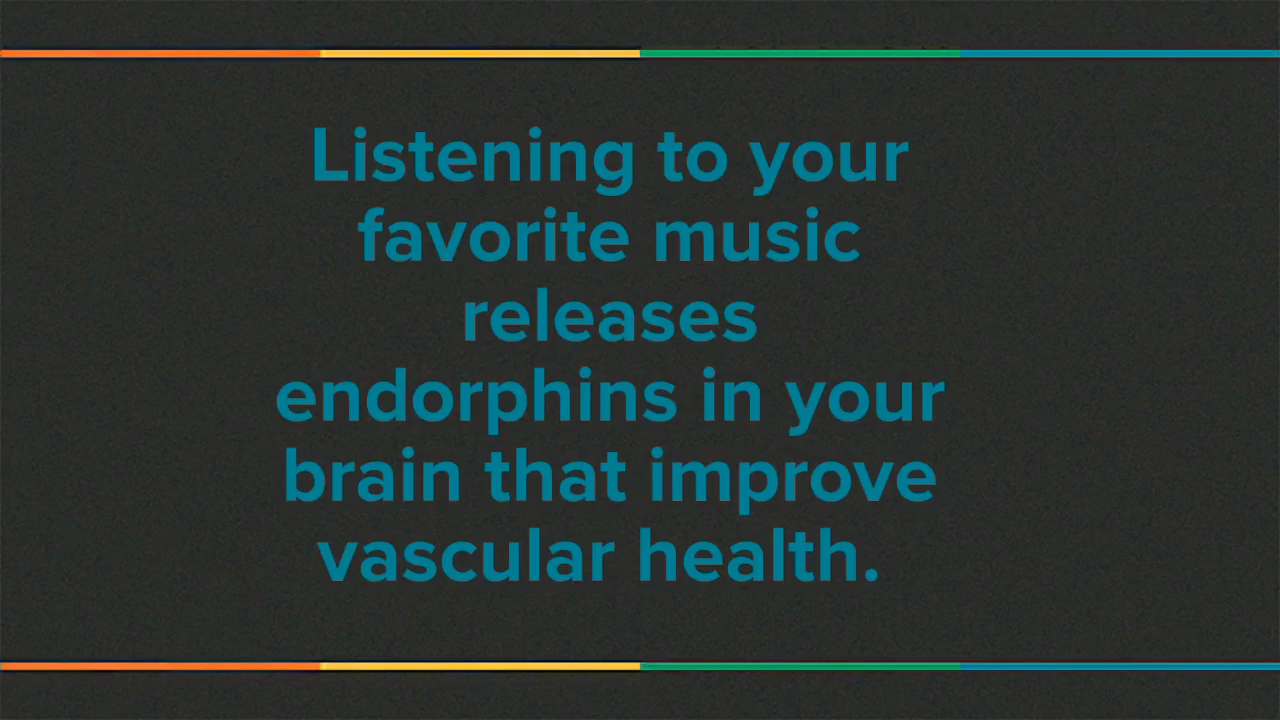 Listening to your
favorite music
releases
endorphins in your
brain that improve
vascular health.